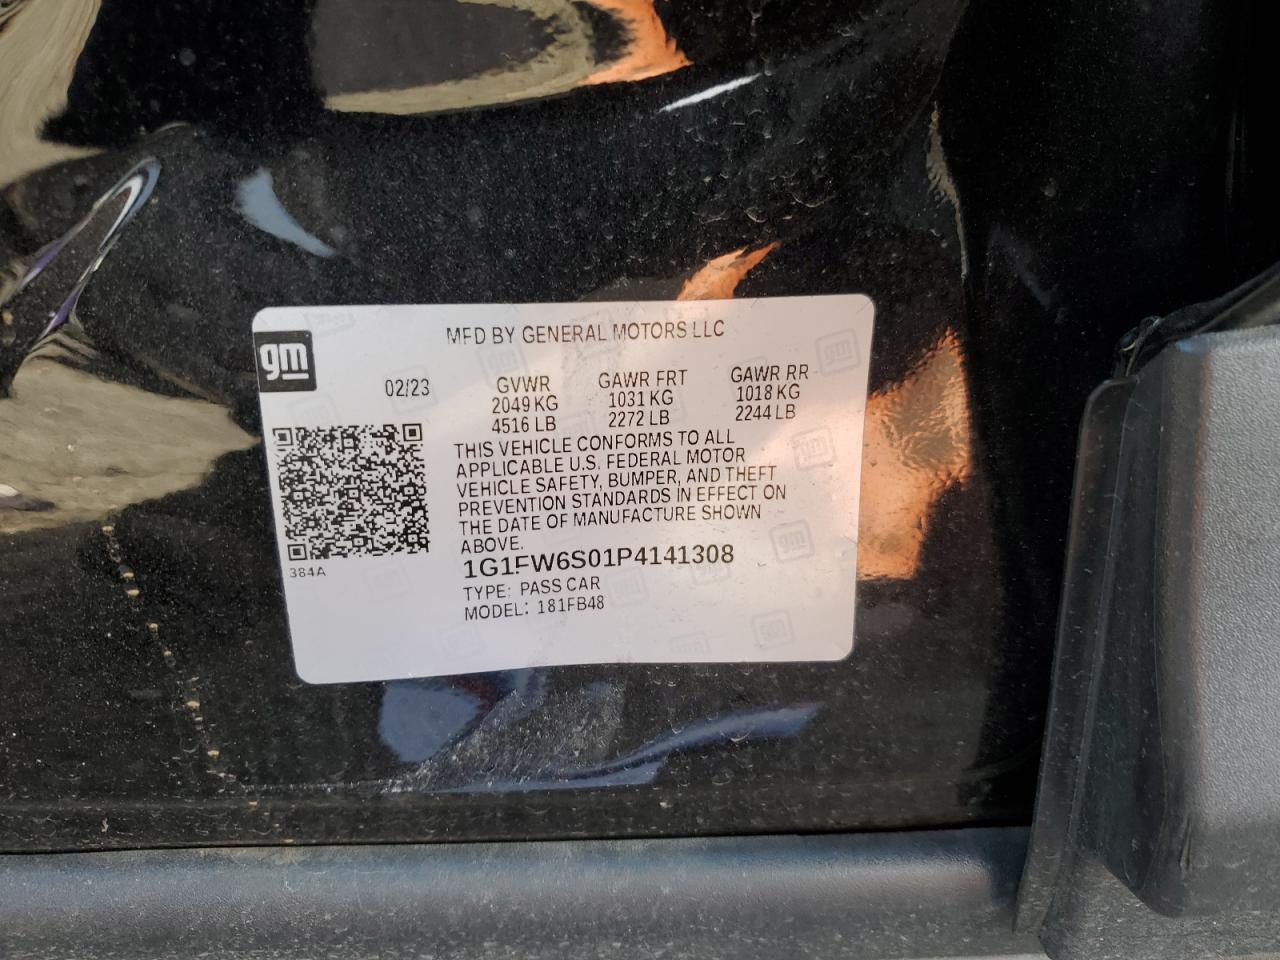 MFD BY GENERAL MOTORS LLC
gm
02/23
GVWR GAWR FRT GAWR RR
2049 KG 1031 KG 1018 KG
4516 LB 2272 LB 2244 LB
THIS VEHICLE CONFORMS TO ALL
APPLICABLE U.S. FEDERAL MOTOR
VEHICLE SAFETY, BUMPER, AND THEFT
PREVENTION STANDARDS IN EFFECT ON
THE DATE OF MANUFACTURE SHOWN
ABOVE.
384A
1G1FW6S01P4141308
TYPE: PASS CAR
MODEL: 181FB48